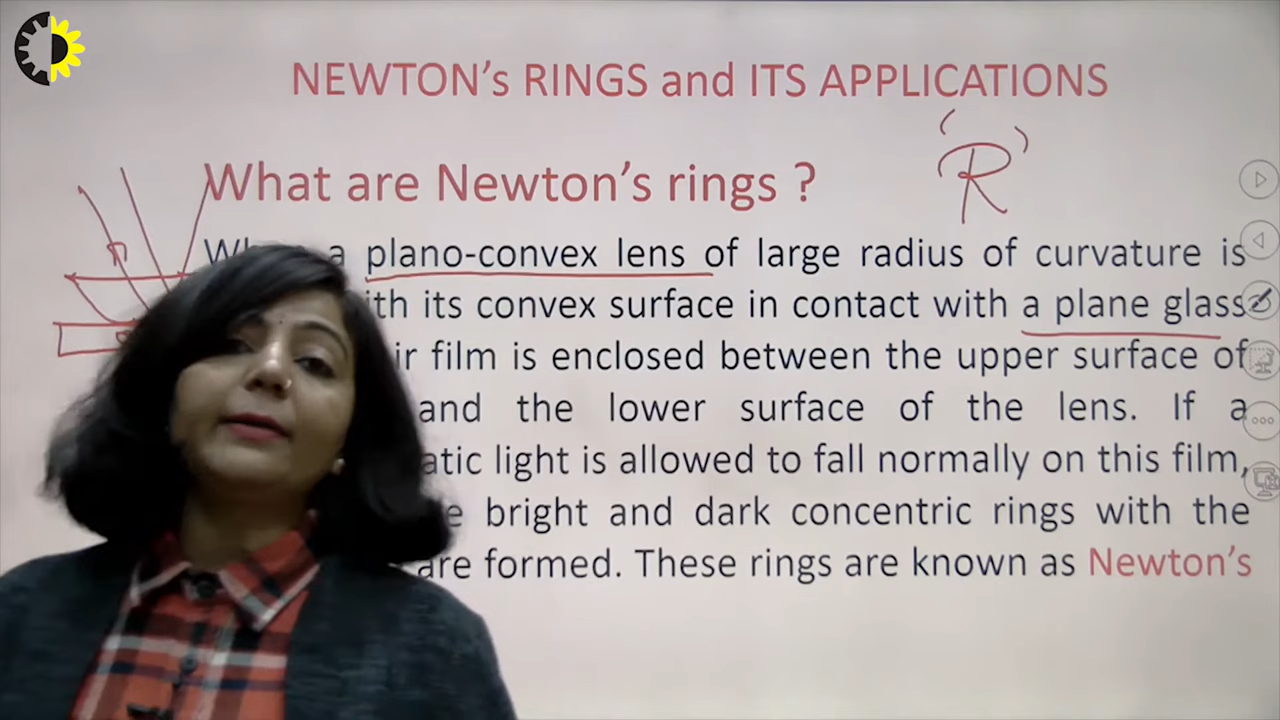 NEWTON's RINGS and ITS APPLICATIONS
'R'
What are Newton's rings ?
a plano-convex lens of large radius of curvature is
its convex surface in contact with a plane glass
film is enclosed between the upper surface of
and the lower surface of the lens. If a
light is allowed to fall normally on this film,
bright and dark concentric rings with the
are formed. These rings are known as Newton's